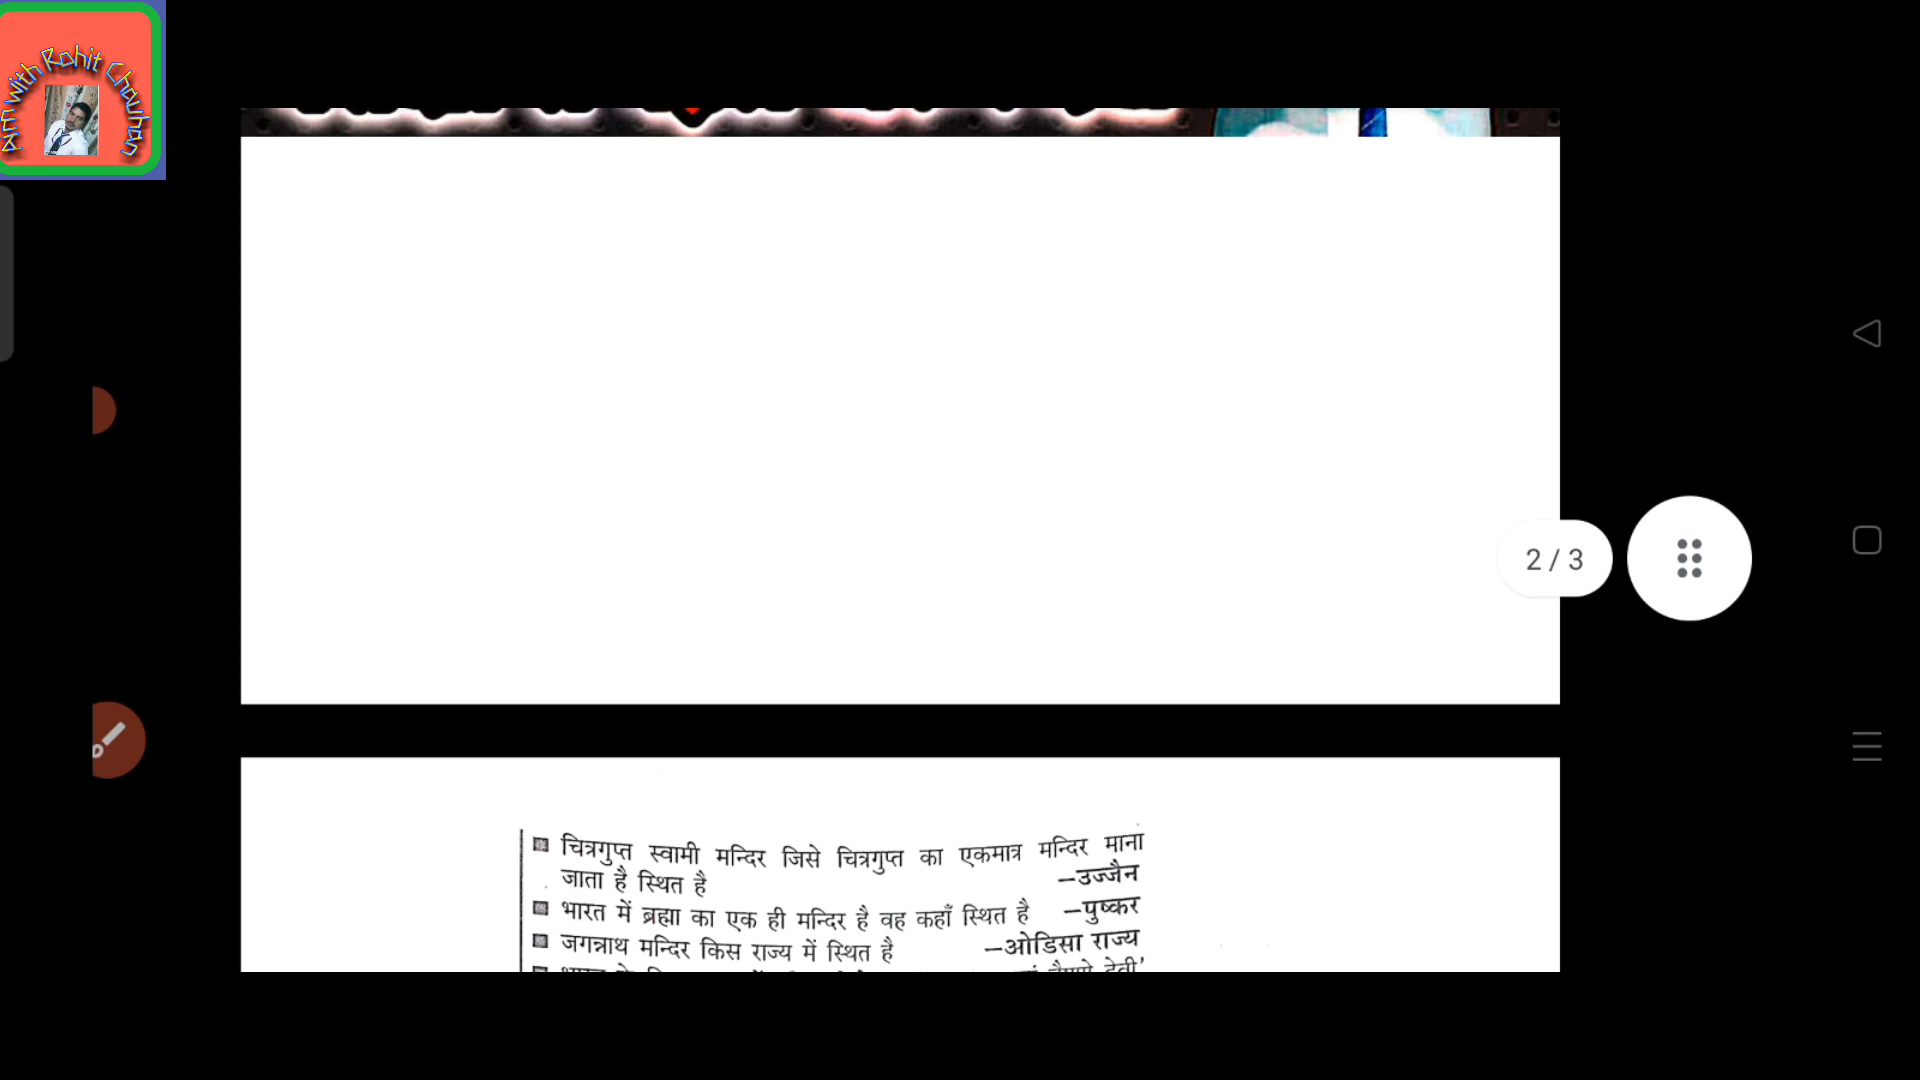 pm with Rohit Chauhan
2 / 3
चित्रगुप्त स्वामी मन्दिर जिसे चित्रगुप्त का एकमात्र मन्दिर माना
जाता है स्थित है –उज्जैन
भारत में ब्रह्मा का एक ही मन्दिर है वह कहाँ स्थित है –पुष्कर
जगन्नाथ मन्दिर किस राज्य में स्थित है –ओडिसा राज्य